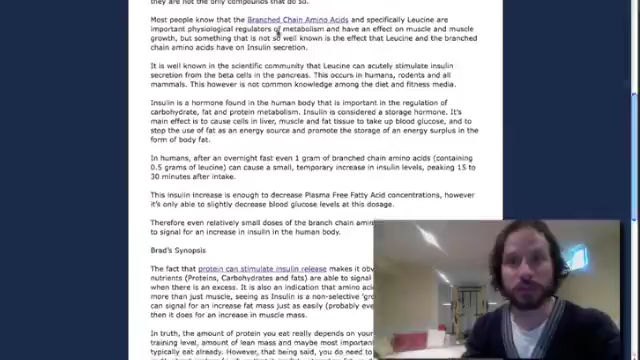 they are not the only compounds that do so.
Most people know that the Branched Chain Amino Acids and specifically Leucine are
important physiological regulators of metabolism and have an effect on muscle and muscle
growth, but something that is not so well known is the effect that Leucine and the branched
chain amino acids have on Insulin secretion.
It is well known in the scientific community that Leucine can acutely stimulate insulin
secretion from the beta cells in the pancreas. This occurs in humans, rodents and all
mammals. This however is not common knowledge among the diet and fitness media.
Insulin is a hormone found in the human body that is important in the regulation of
carbohydrate, fat and protein metabolism. Insulin is considered a storage hormone. It's
main effect is to cause cells in liver, muscle and fat tissue to take up blood glucose, and to
stop the use of fat as an energy source and promote the storage of an energy surplus in the
form of body fat.
In humans, after an overnight fast even 1 gram of branched chain amino acids (containing
0.5 grams of leucine) can cause a small, temporary increase in insulin levels, peaking 15 to
30 minutes after intake.
This insulin increase is enough to decrease Plasma Free Fatty Acid concentrations, however
it's only able to slightly decrease blood glucose levels at this dosage.
Therefore even relatively small doses of the branch chain
to signal for an increase in insulin in the human body.
Brad's Synopsis
The fact that protein can stimulate insulin release makes it
nutrients (Proteins, Carbohydrates and fats) are able to signal
when there is excess. It is also an indication that amino
more than just muscle, seeing as Insulin is a non-selective
can signal for an increase fat mass just as easily (probably
then it does for an increase in muscle mass.
In truth, the amount of protein you eat really depends on your
training level, amount of lean mass and maybe most
typically eat already. However, that being said, you do need to